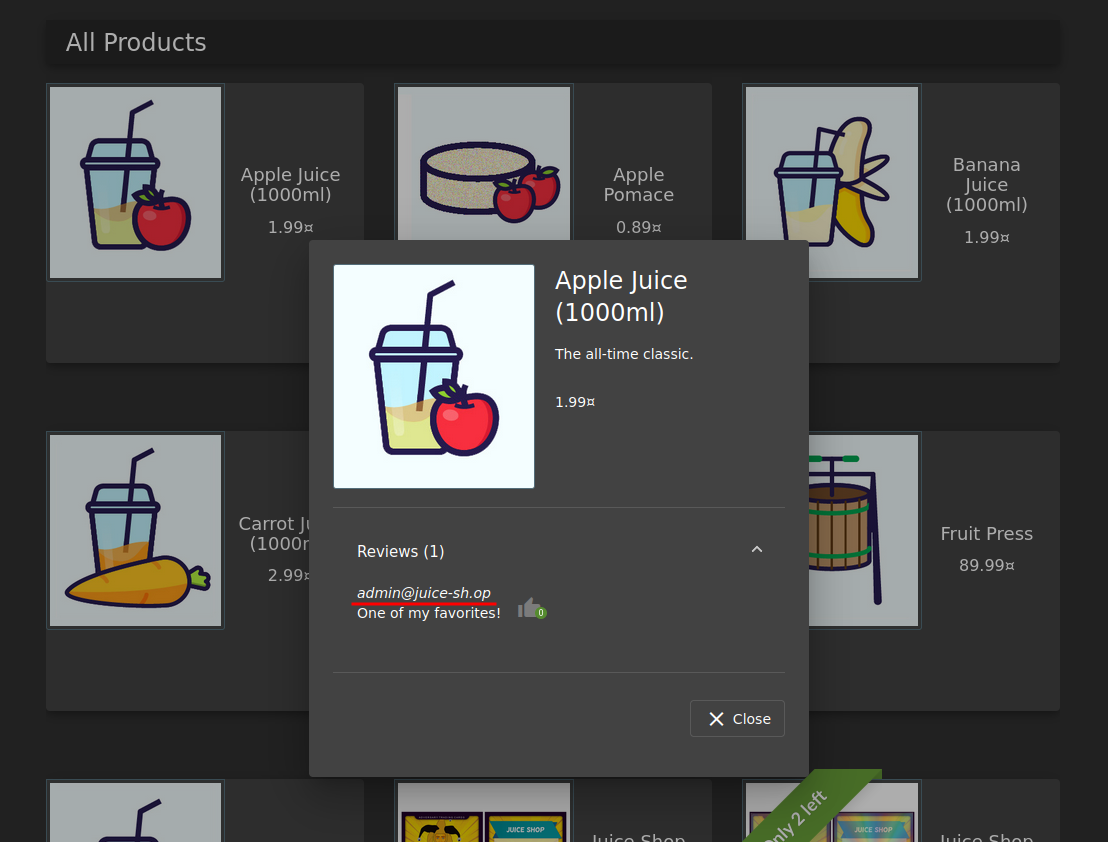 All Products
Apple Juice
(1000ml)
1.99¤
Apple
Pomace
0.89¤
Banana
Juice
(1000ml)
1.99¤
Apple Juice
(1000ml)
The all-time classic.
1.99¤
Carrot
2.99¤
Fruit Press
89.99¤
Reviews (1)
admin@juice-sh.op
One of my favorites!
0
Close
JUICE SHOP
Juice Shop
only 2 left
JUICE SHOP
Juice Shop